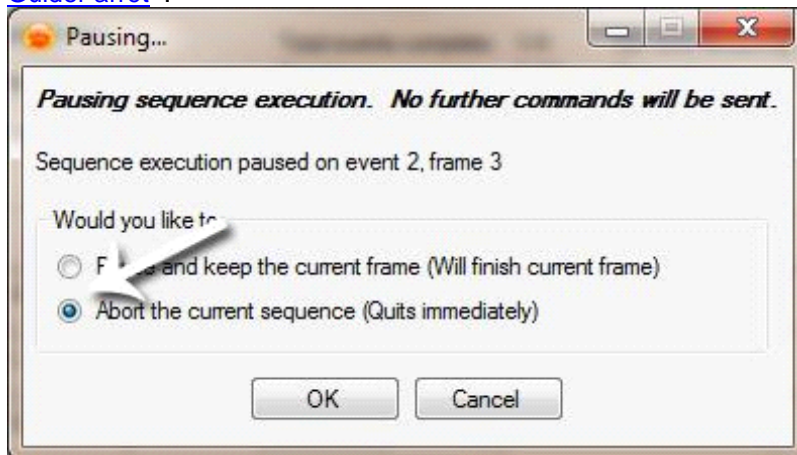 Pausing...
Pausing sequence execution. No further commands will be sent.
Sequence execution paused on event 2, frame 3
Would you like to
and keep the current frame (Will finish current frame)
Abort the current sequence (Quits immediately)
OK Cancel